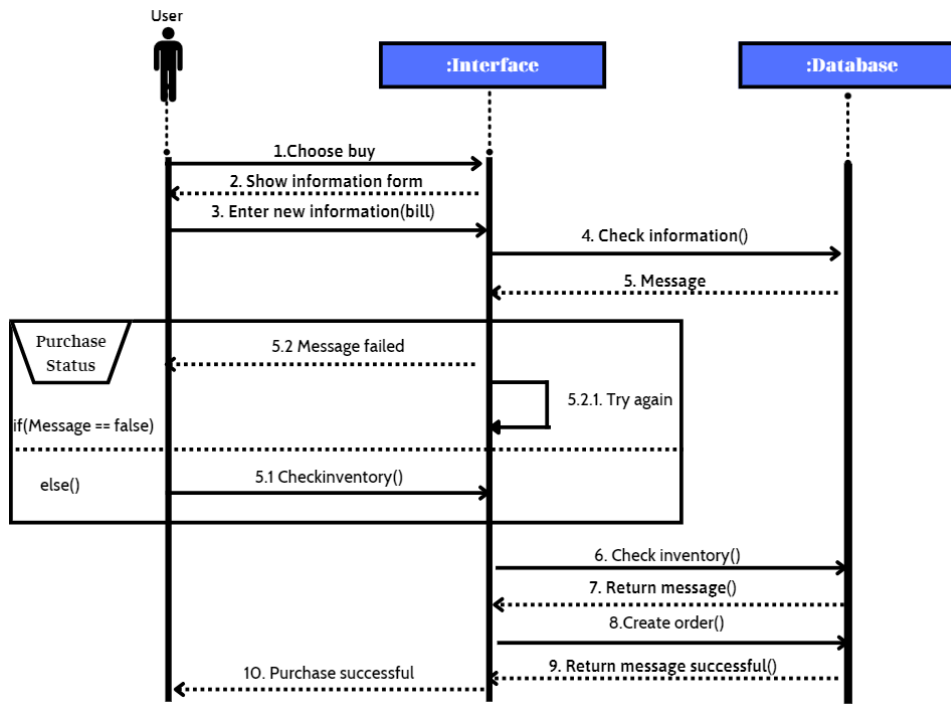 User
:Interface
:Database
1.Choose buy
2. Show information form
3. Enter new information(bill)
4. Check information()
5. Message
Purchase
Status
5.2 Message failed
5.2.1. Try again
if(Message == false)
else()
5.1 Checkinventory()
6. Check inventory()
7. Return message()
8.Create order()
9. Return message successful()
10. Purchase successful